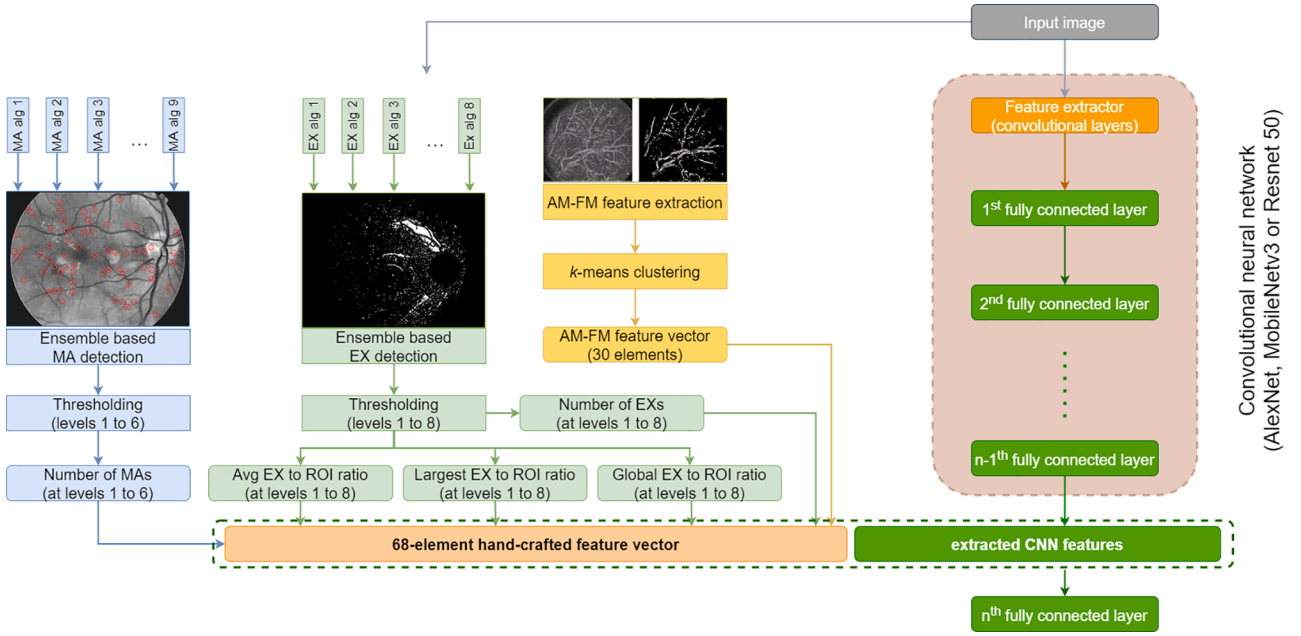 Input image
MA alg 1
MA alg 2
MA alg 3
...
MA alg 9
Ensemble based
MA detection
Thresholding
(levels 1 to 6)
Number of MAs
(at levels 1 to 6)
EX alg 1
EX alg 2
EX alg 3
...
Ex alg 8
Ensemble based
EX detection
Thresholding
(levels 1 to 8)
Number of EXs
(at levels 1 to 8)
Avg EX to ROI ratio
(at levels 1 to 8)
Largest EX to ROI ratio
(at levels 1 to 8)
Global EX to ROI ratio
(at levels 1 to 8)
AM-FM feature extraction
k-means clustering
AM-FM feature vector
(30 elements)
68-element hand-crafted feature vector
Feature extractor
(convolutional layers)
1st fully connected layer
2nd fully connected layer
n-1th fully connected layer
extracted CNN features
nth fully connected layer
Convolutional neural network
(AlexNet, MobileNetv3 or Resnet 50)